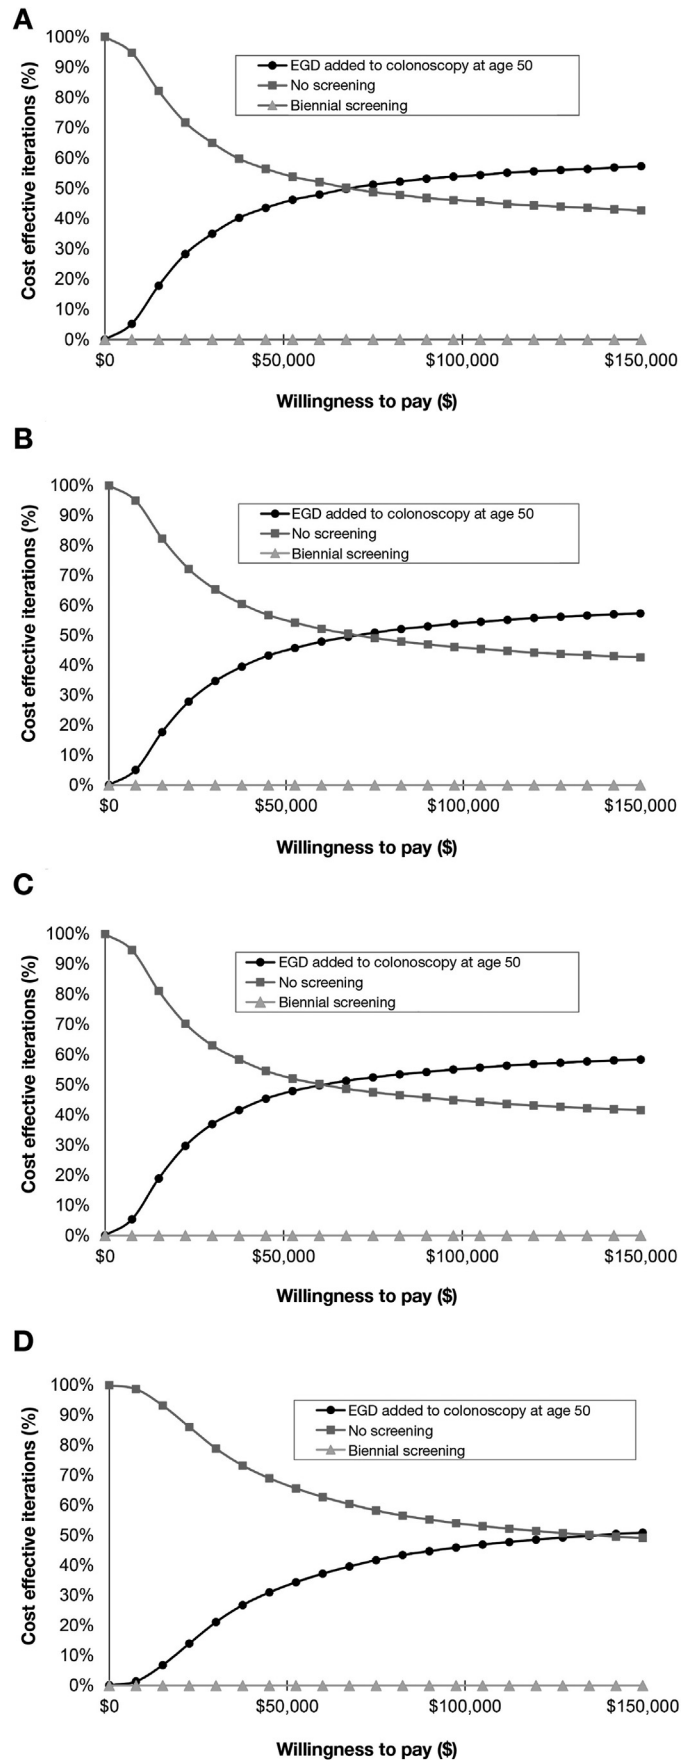 A
100%
90%
80%
70%
60%
50%
40%
30%
20%
10%
0%
Cost effective iterations (%)
EGD added to colonoscopy at age 50
No screening
Biennial screening
$0 $50,000 $100,000 $150,000
Willingness to pay ($)
B
100%
90%
80%
70%
60%
50%
40%
30%
20%
10%
0%
Cost effective iterations (%)
EGD added to colonoscopy at age 50
No screening
Biennial screening
$0 $50,000 $100,000 $150,000
Willingness to pay ($)
C
100%
90%
80%
70%
60%
50%
40%
30%
20%
10%
0%
Cost effective iterations (%)
EGD added to colonoscopy at age 50
No screening
Biennial screening
$0 $50,000 $100,000 $150,000
Willingness to pay ($)
D
100%
90%
80%
70%
60%
50%
40%
30%
20%
10%
0%
Cost effective iterations (%)
EGD added to colonoscopy at age 50
No screening
Biennial screening
$0 $50,000 $100,000 $150,000
Willingness to pay ($)